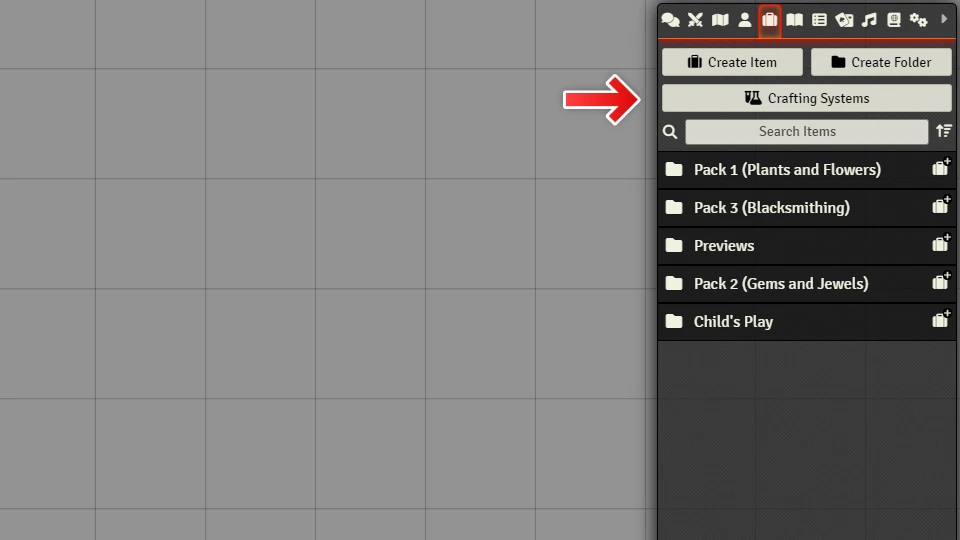 Create Item
Create Folder
Crafting Systems
Search Items
Pack 1 (Plants and Flowers)
Pack 3 (Blacksmithing)
Previews
Pack 2 (Gems and Jewels)
Child's Play